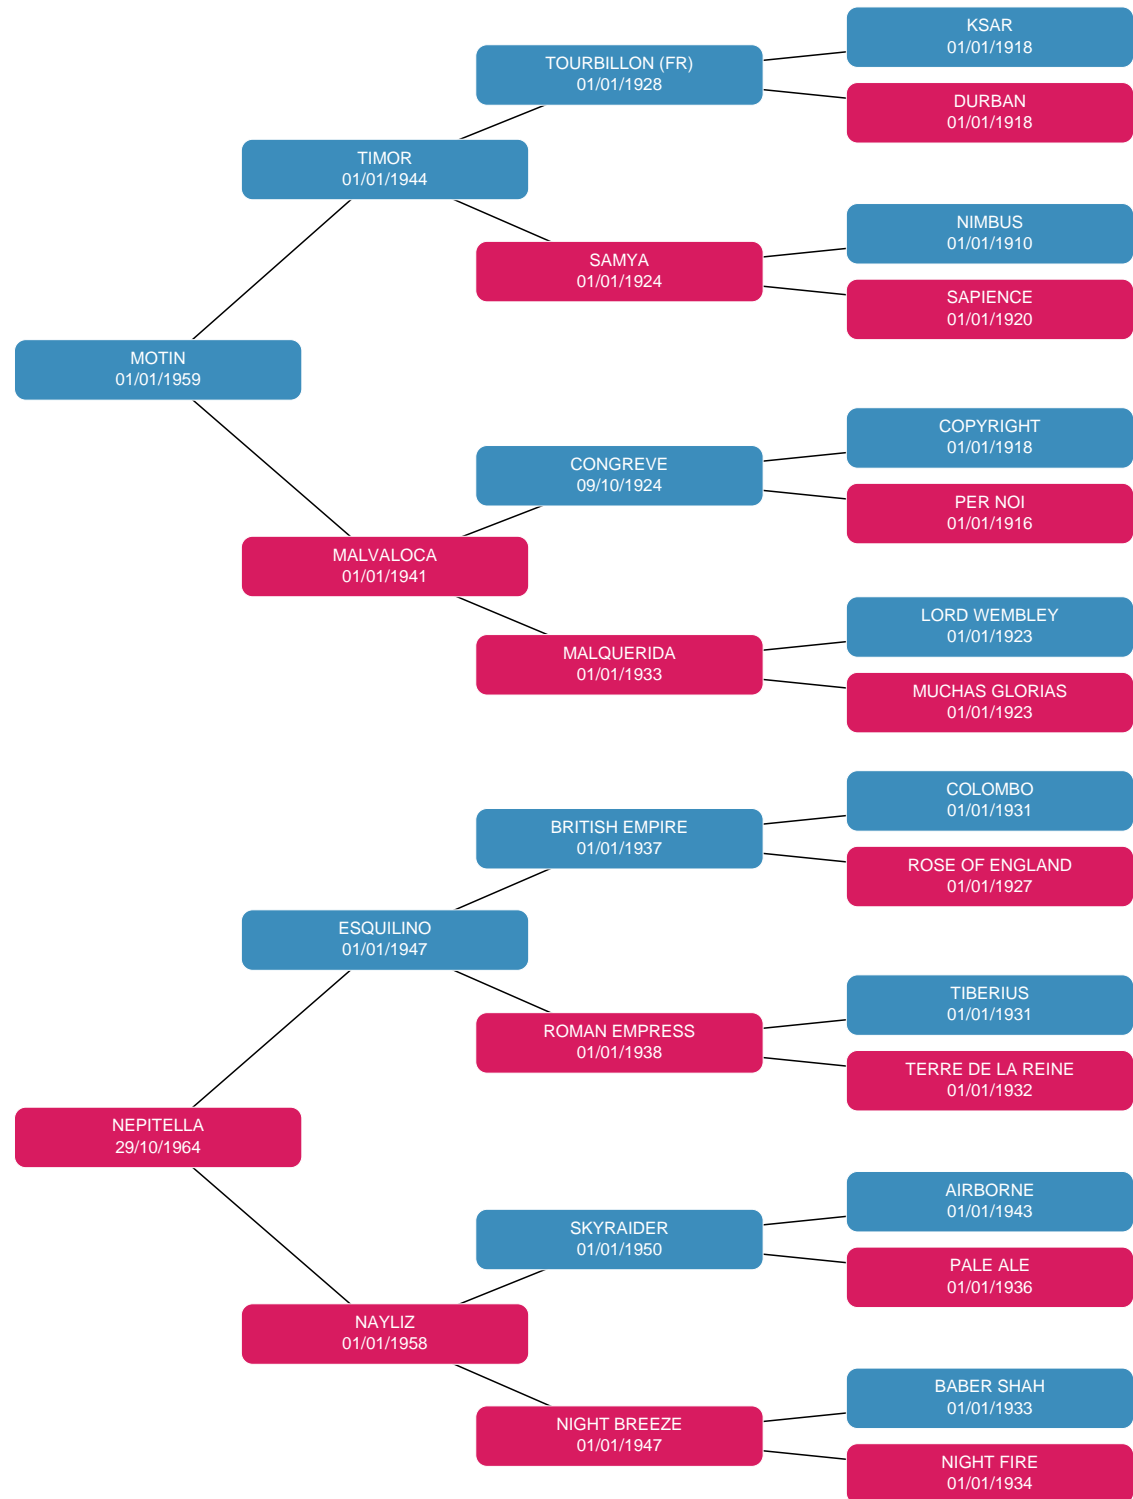 KSAR
01/01/1918
TOURBILLON (FR)
01/01/1928
DURBAN
01/01/1918
TIMOR
01/01/1944
NIMBUS
01/01/1910
SAMYA
01/01/1924
SAPIENCE
01/01/1920
MOTIN
01/01/1959
COPYRIGHT
01/01/1918
CONGREVE
09/10/1924
PER NOI
01/01/1916
MALVALOCA
01/01/1941
LORD WEMBLEY
01/01/1923
MALQUERIDA
01/01/1933
MUCHAS GLORIAS
01/01/1923
COLOMBO
01/01/1931
BRITISH EMPIRE
01/01/1937
ROSE OF ENGLAND
01/01/1927
ESQUILINO
01/01/1947
TIBERIUS
01/01/1931
ROMAN EMPRESS
01/01/1938
TERRE DE LA REINE
01/01/1932
NEPITELLA
29/10/1964
AIRBORNE
01/01/1943
SKYRAIDER
01/01/1950
PALE ALE
01/01/1936
NAYLIZ
01/01/1958
BABER SHAH
01/01/1933
NIGHT BREEZE
01/01/1947
NIGHT FIRE
01/01/1934